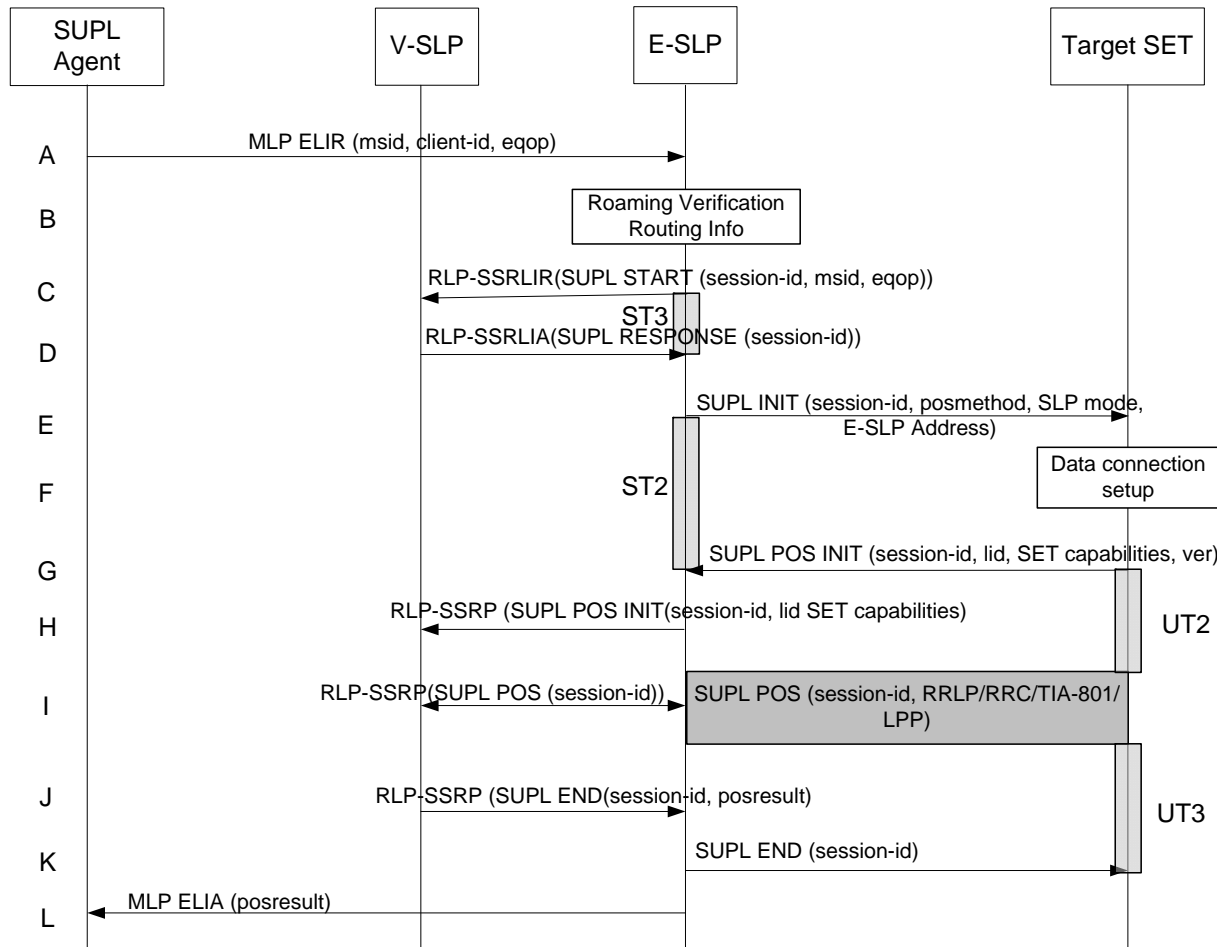 SUPL
Agent
V-SLP
E-SLP
Target SET
A
MLP ELIR (msid, client-id, eqop)
B
Roaming Verification
Routing Info
C
RLP-SSRLIR(SUPL START (session-id, msid, eqop))
ST3
D
RLP-SSRLIA(SUPL RESPONSE (session-id))
E
SUPL INIT (session-id, posmethod, SLP mode,
E-SLP Address)
F
ST2
Data connection
setup
G
SUPL POS INIT (session-id, lid, SET capabilities, ver)
H
RLP-SSRP (SUPL POS INIT(session-id, lid SET capabilities)
UT2
I
RLP-SSRP(SUPL POS (session-id))
SUPL POS (session-id, RRLP/RRC/TIA-801/
LPP)
J
RLP-SSRP (SUPL END(session-id, posresult)
UT3
K
SUPL END (session-id)
L
MLP ELIA (posresult)